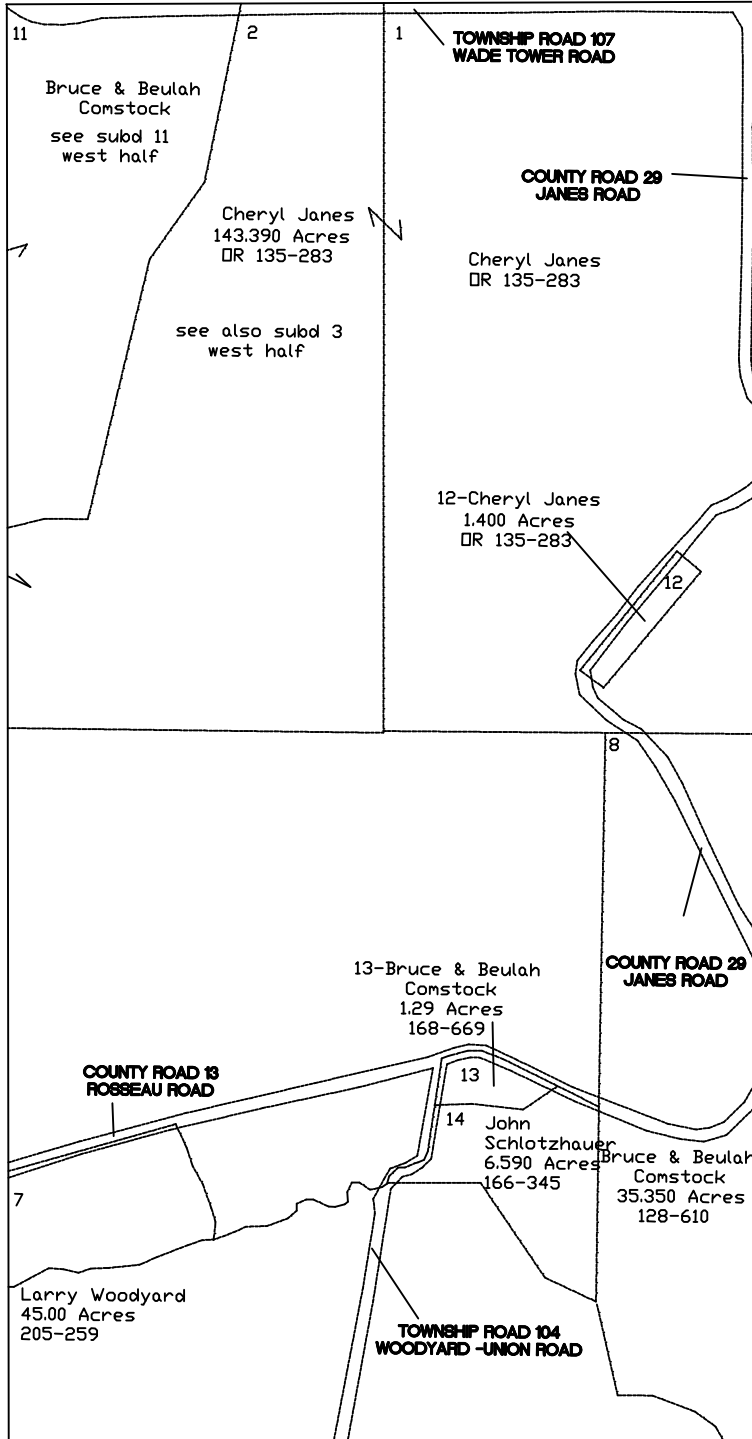 11
2
1
TOWNSHIP ROAD 107
WADE TOWER ROAD
Bruce & Beulah
Comstock
see subd 11
west half
COUNTY ROAD 29
JANES ROAD
Cheryl Janes
143.390 Acres
OR 135-283
Cheryl Janes
OR 135-283
see also subd 3
west half
12-Cheryl Janes
1.400 Acres
OR 135-283
12
8
COUNTY ROAD 29
JANES ROAD
13-Bruce & Beulah
Comstock
1.29 Acres
168-669
COUNTY ROAD 13
ROSSEAU ROAD
13
14
John
Schlotzhauer
6.590 Acres
166-345
Bruce & Beulah
Comstock
35.350 Acres
128-610
7
Larry Woodyard
45.00 Acres
205-259
TOWNSHIP ROAD 104
WOODYARD -UNION ROAD